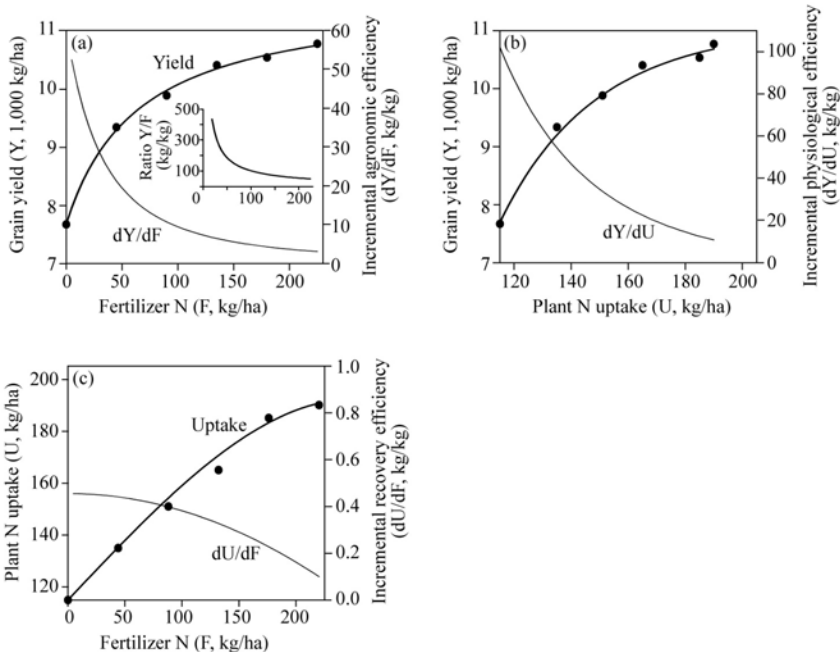 (a)
Yield
dY/dF
Grain yield (Y, 1,000 kg/ha)
11
10
9
8
7
0 50 100 150 200
Fertilizer N (F, kg/ha)
60
50
40
30
20
10
0
Incremental agronomic efficiency
(dY/dF, kg/kg)
Ratio Y/F
(kg/kg)
500
400
300
200
100
0 100 200
(b)
dY/dU
Grain yield (Y, 1,000 kg/ha)
11
10
9
8
7
120 140 160 180 200
Plant N uptake (U, kg/ha)
100
80
60
40
20
0
Incremental physiological efficiency
(dY/dU, kg/kg)
(c)
Uptake
dU/dF
Plant N uptake (U, kg/ha)
200
180
160
140
120
0 50 100 150 200
Fertilizer N (F, kg/ha)
1.0
0.8
0.6
0.4
0.2
0.0
Incremental recovery efficiency
(dU/dF, kg/kg)